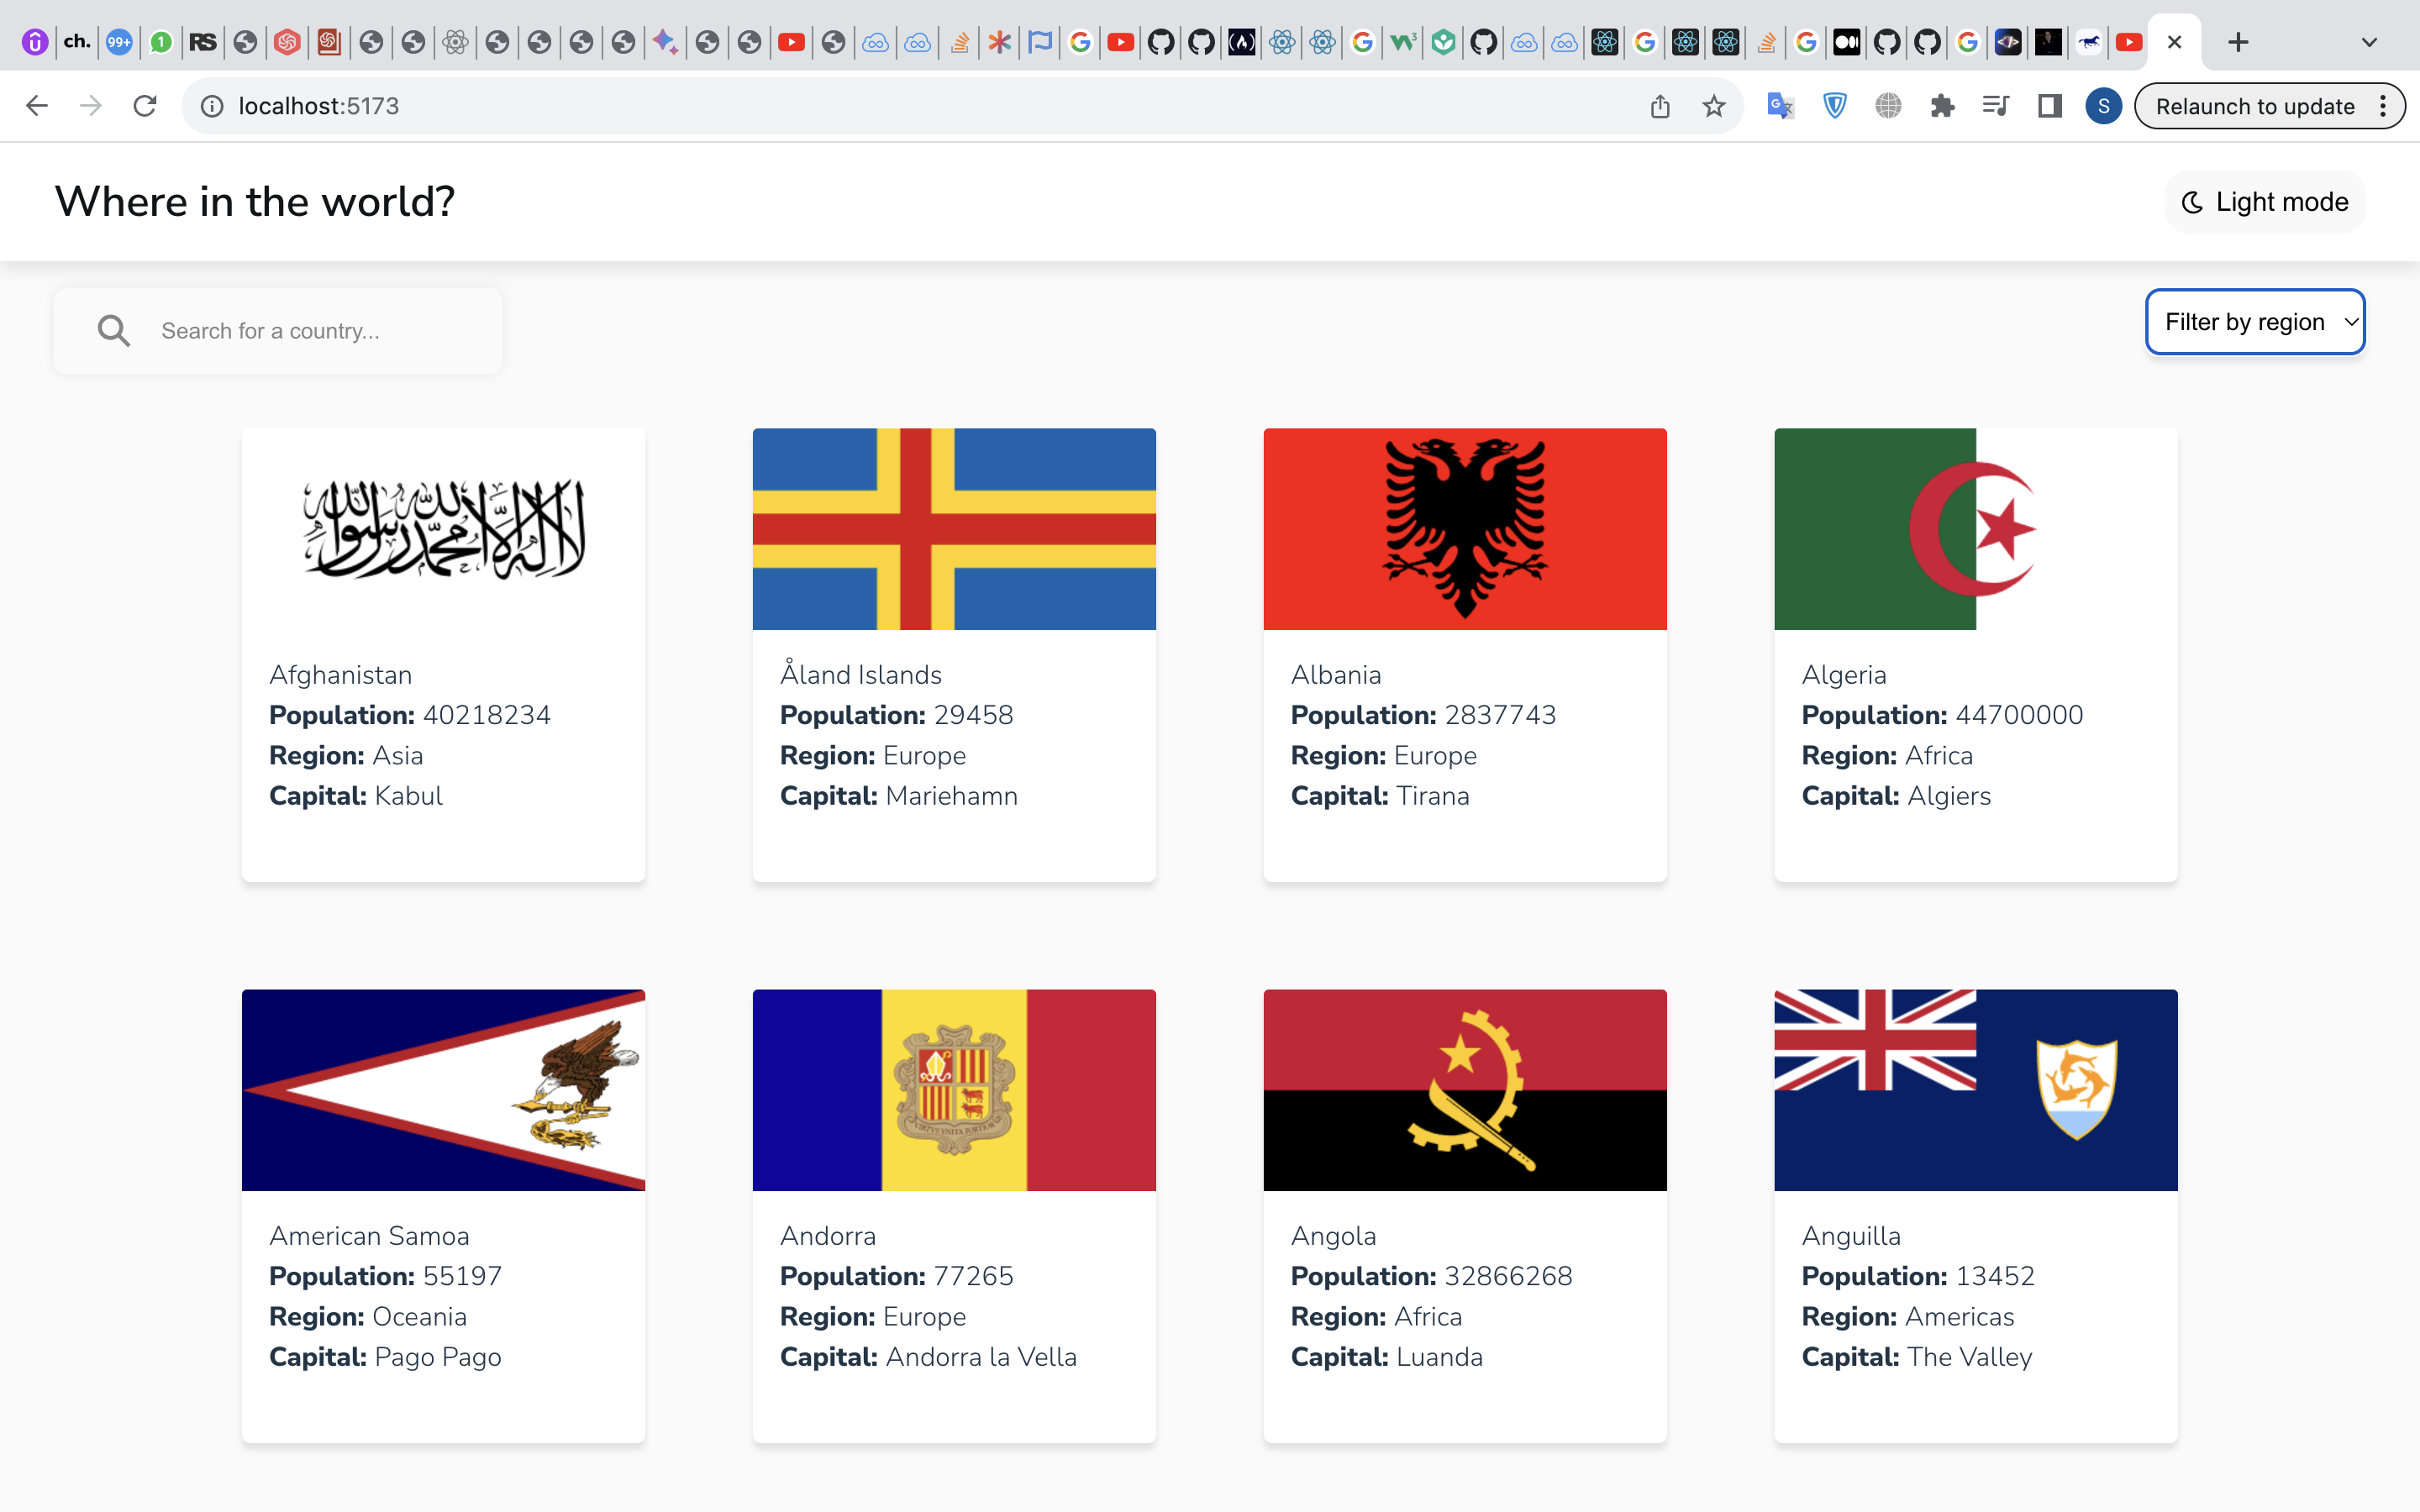 ch. 99+ 1 RS
localhost:5173
Relaunch to update
S
Where in the world?
Light mode
Search for a country...
Filter by region
لا إله إلا الله محمد رسول الله
Afghanistan
Population: 40218234
Region: Asia
Capital: Kabul
Åland Islands
Population: 29458
Region: Europe
Capital: Mariehamn
Albania
Population: 2837743
Region: Europe
Capital: Tirana
Algeria
Population: 44700000
Region: Africa
Capital: Algiers
American Samoa
Population: 55197
Region: Oceania
Capital: Pago Pago
VIRTVS VNITA FORTIOR
Andorra
Population: 77265
Region: Europe
Capital: Andorra la Vella
Angola
Population: 32866268
Region: Africa
Capital: Luanda
Anguilla
Population: 13452
Region: Americas
Capital: The Valley